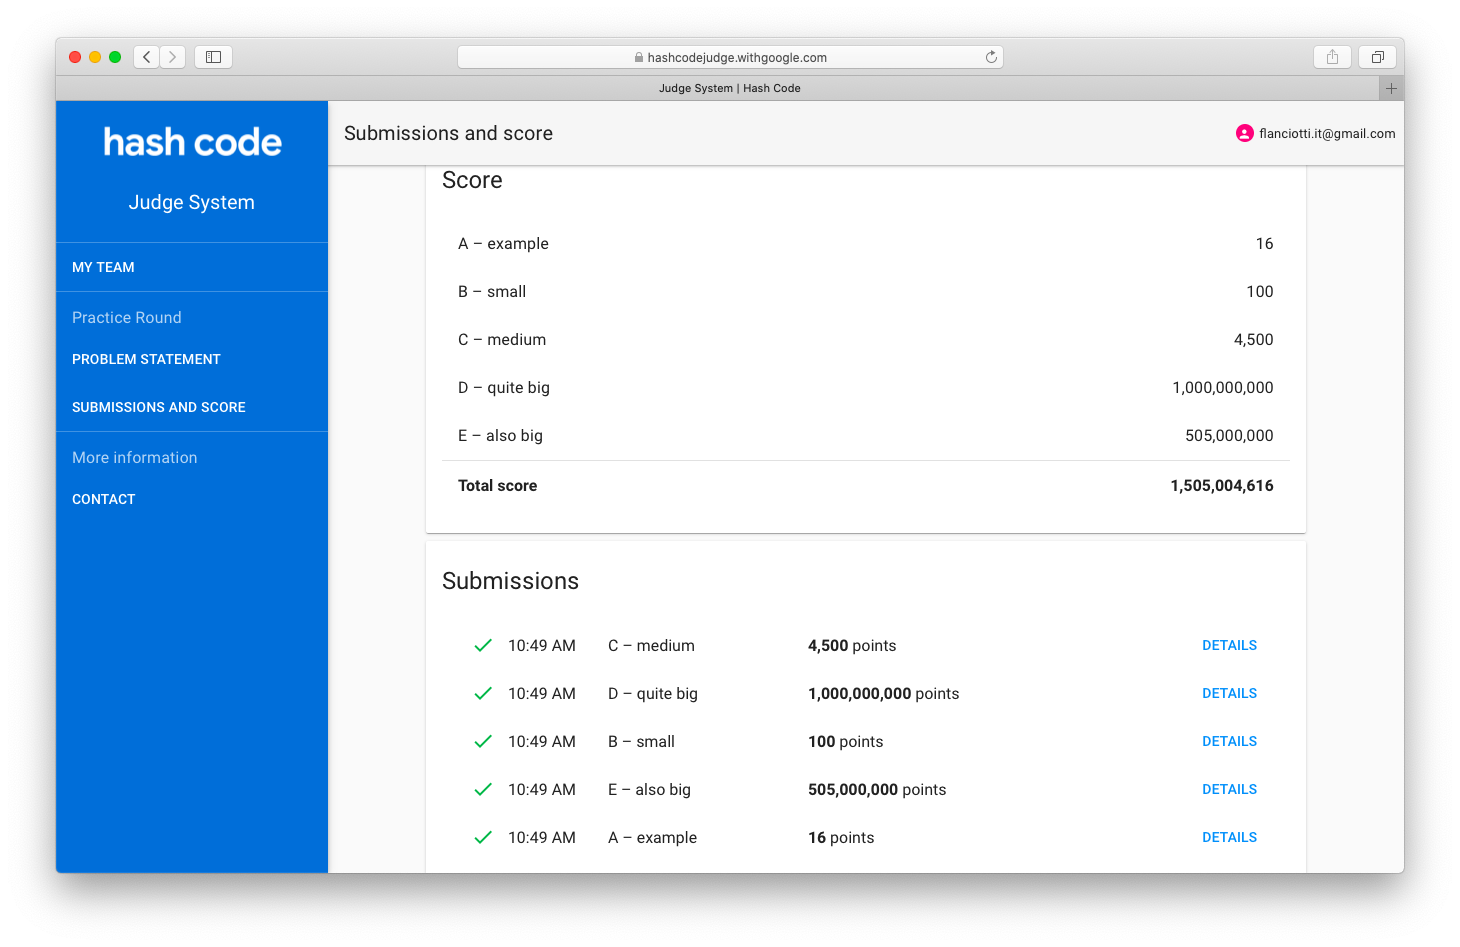 hashcodejudge.withgoogle.com
Judge System | Hash Code
hash code
Judge System
MY TEAM
Practice Round
PROBLEM STATEMENT
SUBMISSIONS AND SCORE
More information
CONTACT
Submissions and score
flanciotti.it@gmail.com
Score
A – example 16
B – small 100
C – medium 4,500
D – quite big 1,000,000,000
E – also big 505,000,000
Total score 1,505,004,616
Submissions
10:49 AM C – medium 4,500 points DETAILS
10:49 AM D – quite big 1,000,000,000 points DETAILS
10:49 AM B – small 100 points DETAILS
10:49 AM E – also big 505,000,000 points DETAILS
10:49 AM A – example 16 points DETAILS